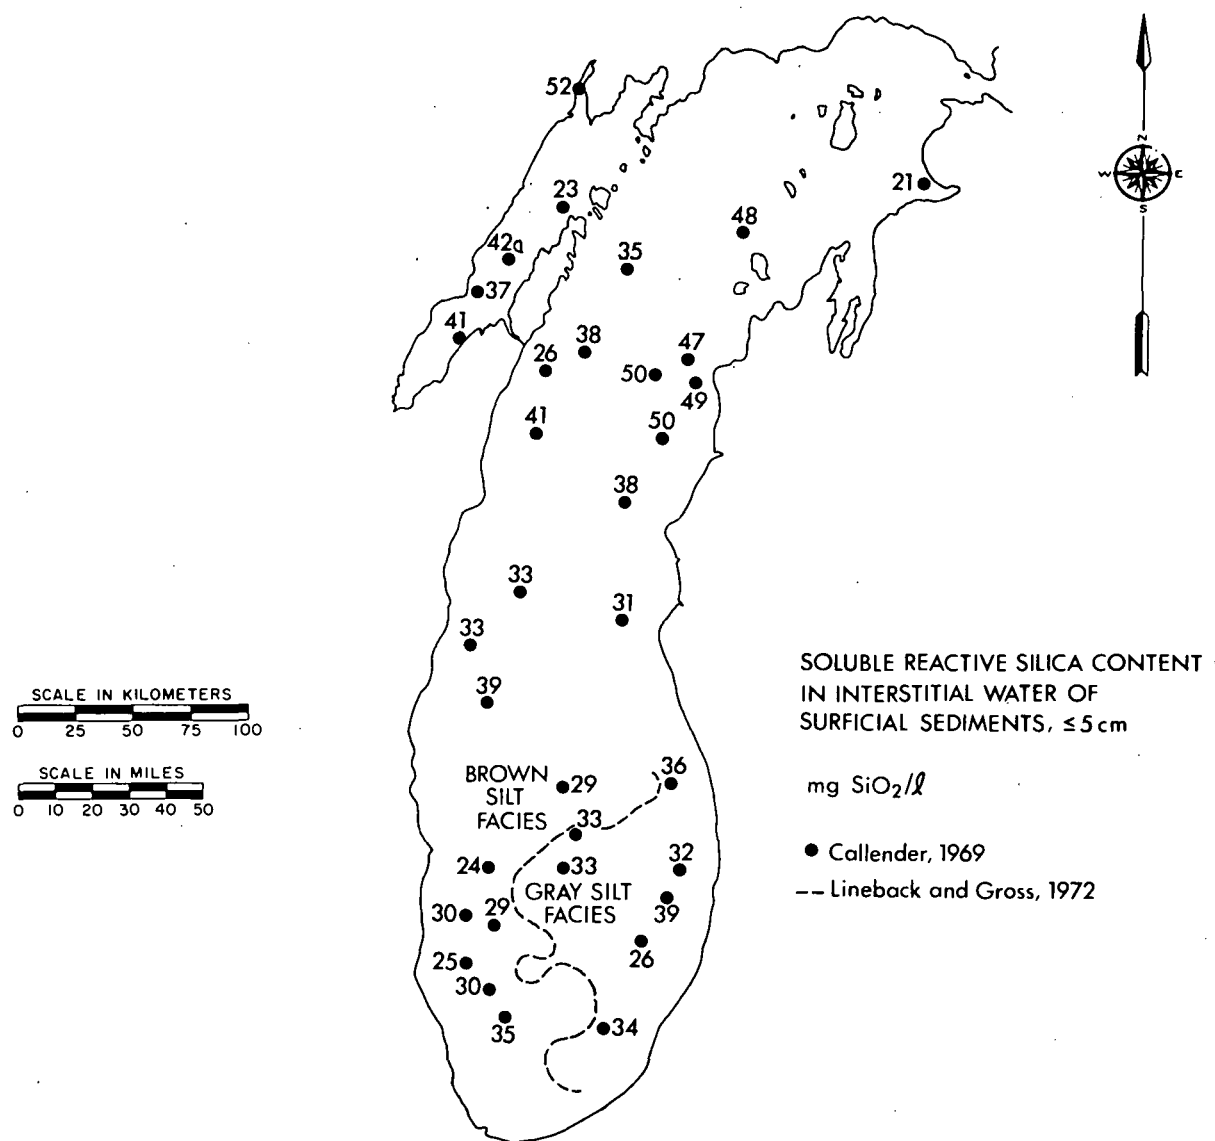 52
N
W E
S
21
23
48
42a
35
37
41
38
26
47
50
49
41
50
38
33
31
33
SOLUBLE REACTIVE SILICA CONTENT
IN INTERSTITIAL WATER OF
SURFICIAL SEDIMENTS, ≤5 cm
SCALE IN KILOMETERS
0 25 50 75 100
39
SCALE IN MILES
0 10 20 30 40 50
BROWN
SILT
FACIES
29
36
mg SiO₂/ℓ
33
Callender, 1969
24
33
32
Lineback and Gross, 1972
GRAY SILT
FACIES
30
29
39
26
25
30
35
34